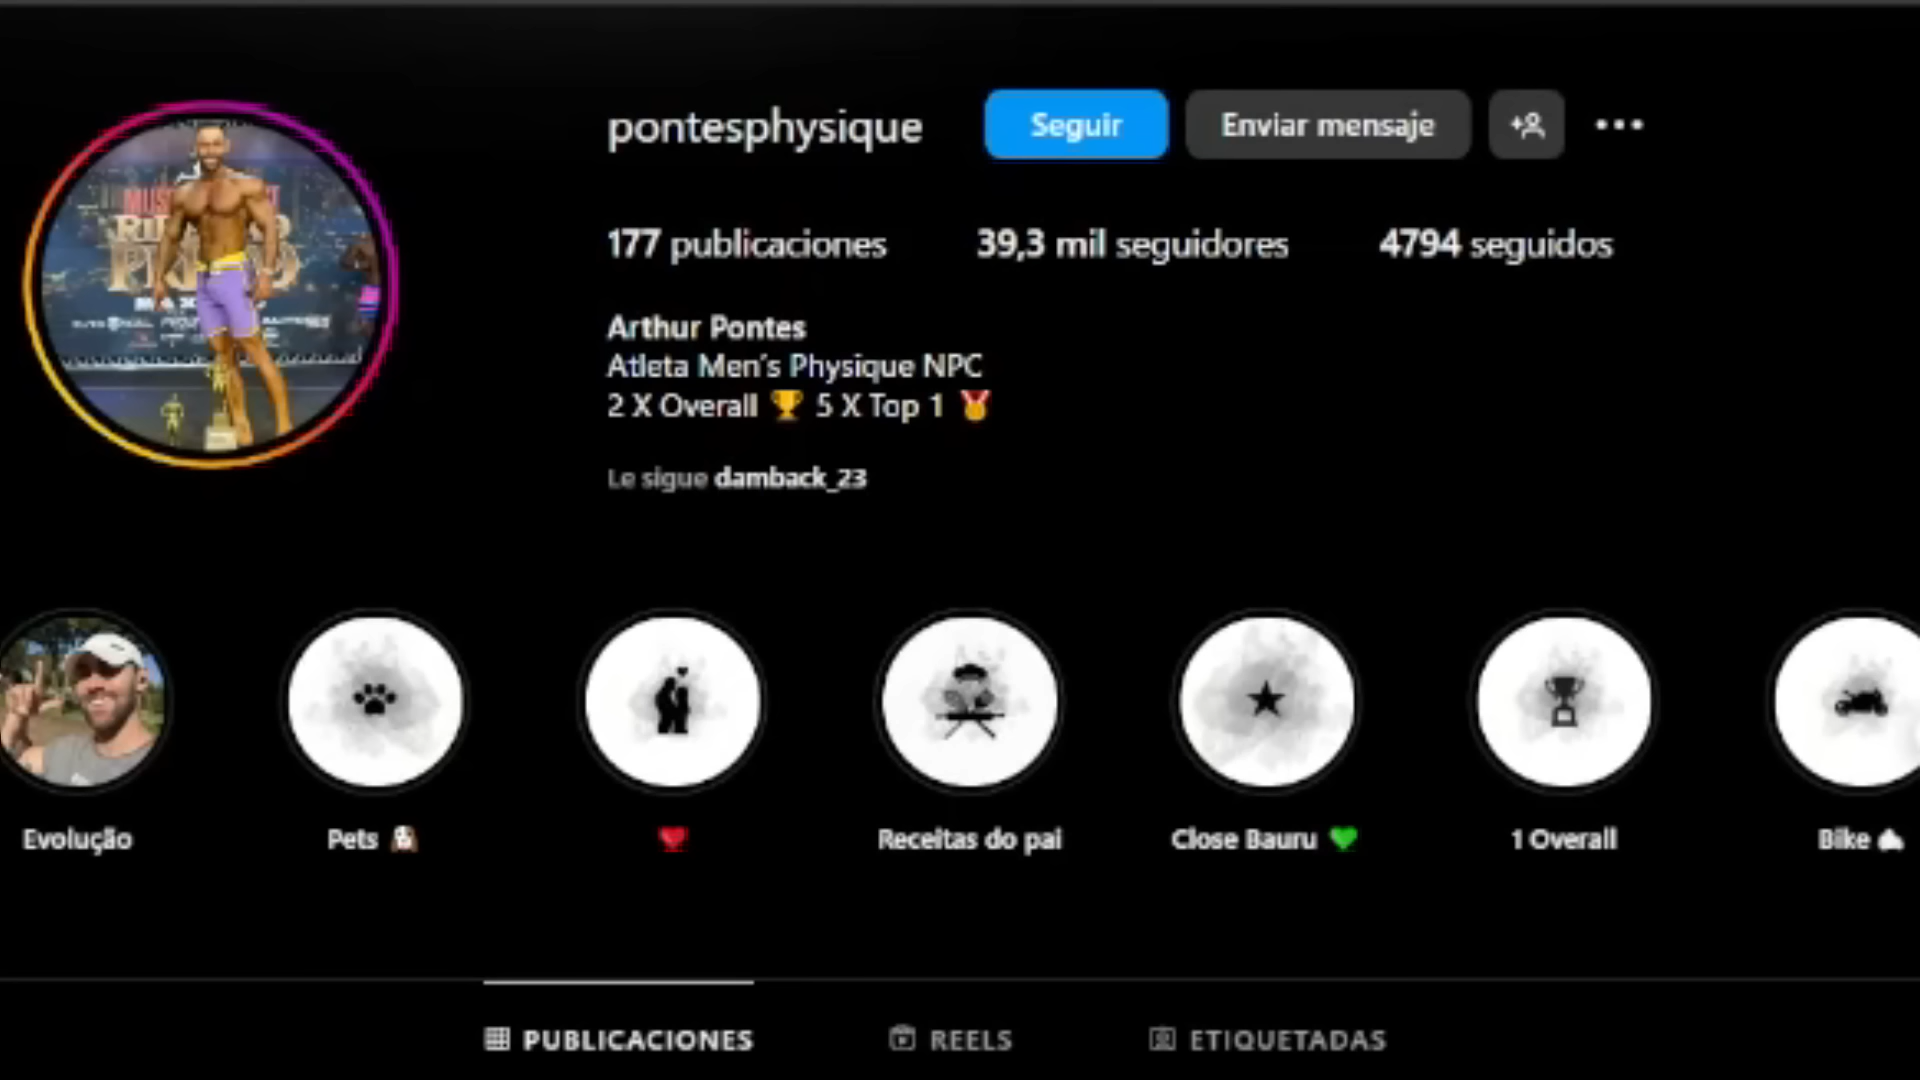 pontesphysique Seguir Enviar mensaje
177 publicaciones 39,3 mil seguidores 4794 seguidos
Arthur Pontes
Atleta Men's Physique NPC
2 X Overall 🏆 5 X Top 1 🏅
Le sigue damback_23
Evolução Pets 🐶 ❤️ Receitas do pai Close Bauru 💚 1 Overall Bike
PUBLICACIONES REELS ETIQUETADAS